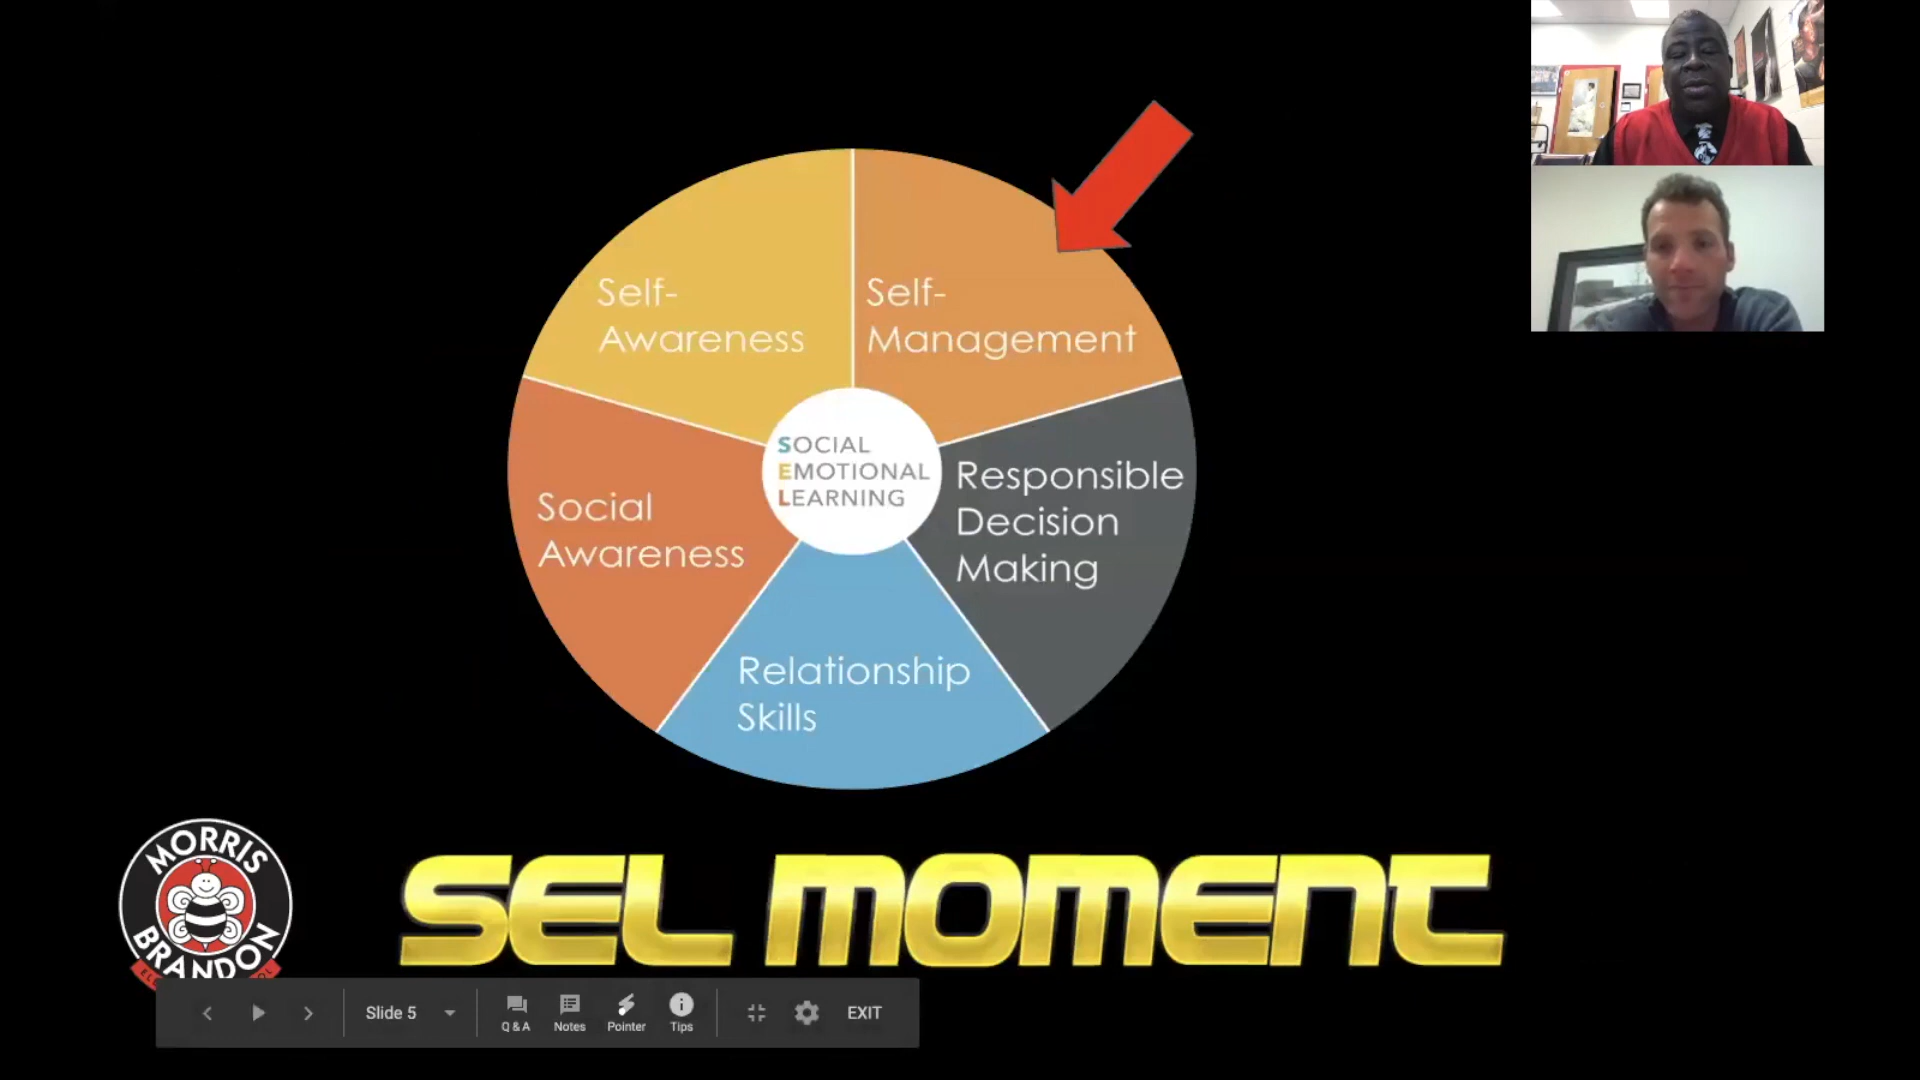 Self-
Awareness
Self-
Management
SOCIAL
EMOTIONAL
LEARNING
Responsible
Decision
Making
Social
Awareness
Relationship
Skills
MORRIS
BRANDON
SEL MOMENT
Slide 5
Q & A
Notes
Pointer
Tips
EXIT